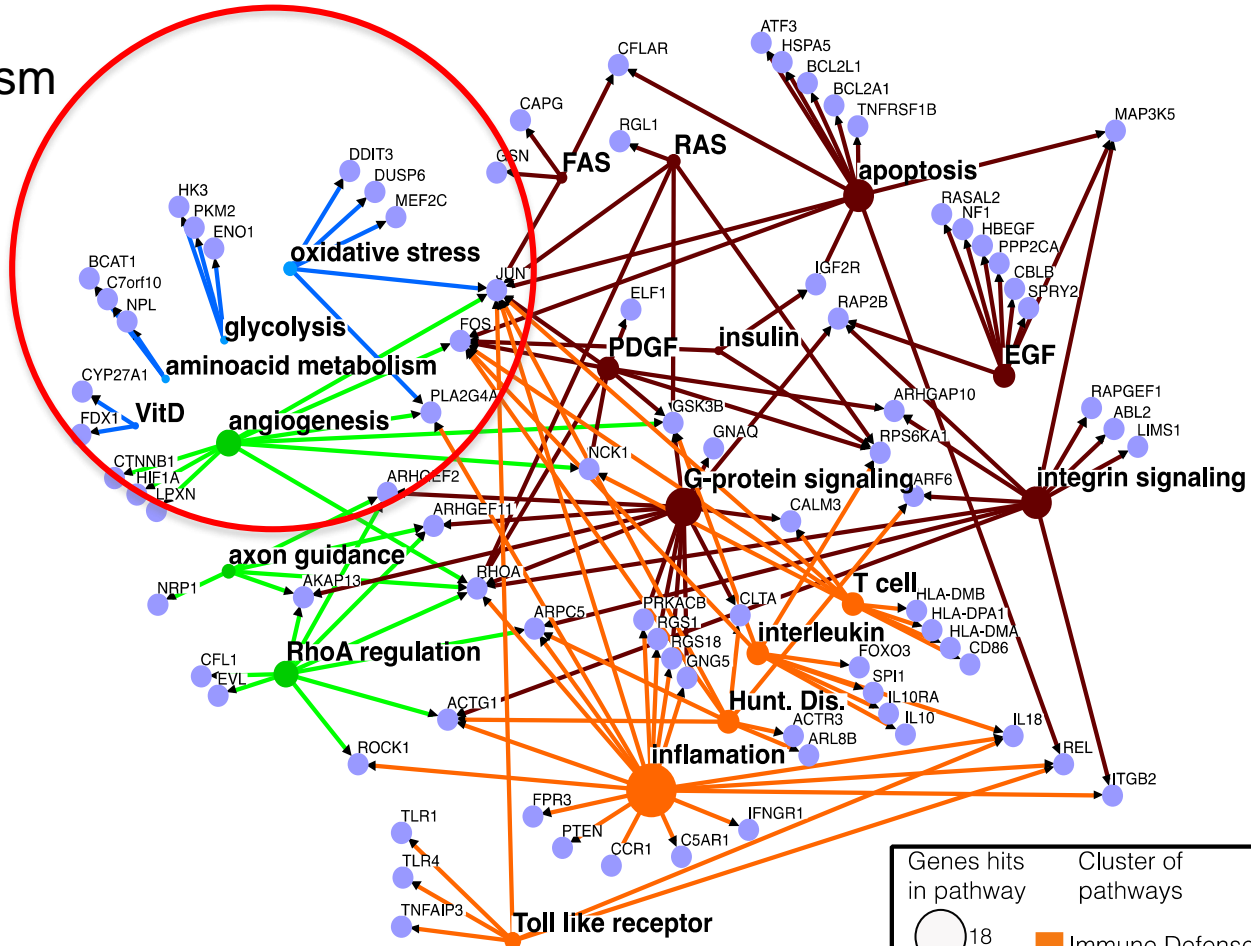 sm
ATF3
HSPA5
CFLAR
BCL2L1
BCL2A1
CAPG
TNFRSF1B
MAP3K5
RGL1
RAS
DDIT3
GSN
FAS
apoptosis
DUSP6
HK3
RASAL2
PKM2
MEF2C
NF1
ENO1
HBEGF
oxidative stress
PPP2CA
BCAT1
CBLB
C7orf10
JUN
IGF2R
SPRY2
NPL
ELF1
RAP2B
glycolysis
FOS
insulin
PDGF
EGF
aminoacid metabolism
CYP27A1
PLA2G4A
RAPGEF1
VitD
GSK3B
ARHGAP10
ABL2
FDX1
angiogenesis
GNAQ
RPS6KA1
LIMS1
CTNNB1
NCK1
HIF1A
ARHGEF2
G-protein signaling
ARF6
integrin signaling
LPXN
ARHGEF11
CALM3
axon guidance
RHOA
NRP1
AKAP13
T cell
HLA-DMB
ARPC5
PRKACB
CLTA
HLA-DPA1
RGS1
interleukin
HLA-DMA
RhoA regulation
RGS18
FOXO3
CD86
CFL1
GNG5
SPI1
EVL
ACTG1
Hunt. Dis.
IL10RA
IL10
ACTR3
IL18
ROCK1
ARL8B
REL
inflamation
ITGB2
FPR3
IFNGR1
TLR1
PTEN
C5AR1
CCR1
TLR4
Genes hits
in pathway
Cluster of
pathways
TNFAIP3
Toll like receptor
18
Immune Defense